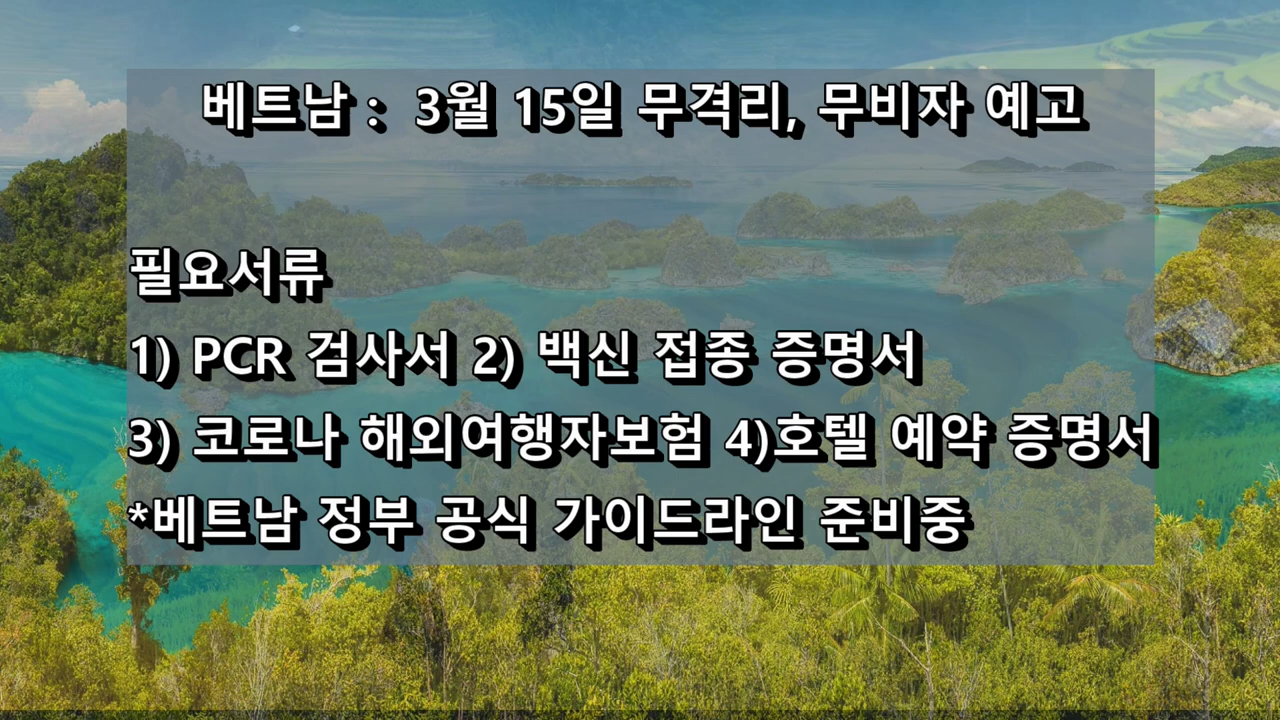 베트남 : 3월 15일 무격리, 무비자 예고
필요서류
1) PCR 검사서 2) 백신 접종 증명서
3) 코로나 해외여행자보험 4)호텔 예약 증명서
*베트남 정부 공식 가이드라인 준비중